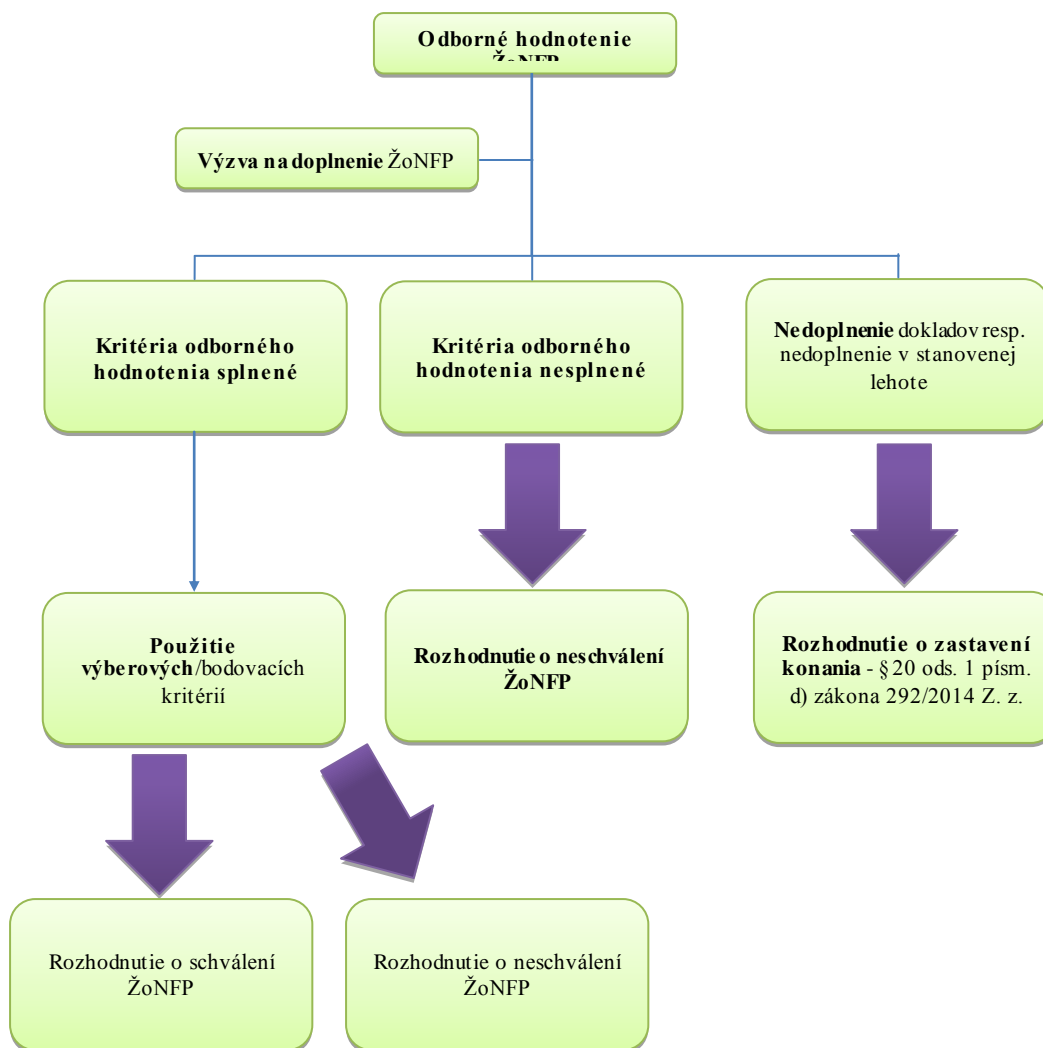 Odborné hodnotenie
ŽoNFP
Výzva na doplnenie ŽoNFP
Kritéria odborného
hodnotenia splnené
Kritéria odborného
hodnotenia nesplnené
Nedoplnenie dokladov resp.
nedoplnenie v stanovenej
lehote
Použitie
výberových/bodovacích
kritérií
Rozhodnutie o neschválení
ŽoNFP
Rozhodnutie o zastavení
konania - § 20 ods. 1 písm.
d) zákona 292/2014 Z. z.
Rozhodnutie o schválení
ŽoNFP
Rozhodnutie o neschválení
ŽoNFP